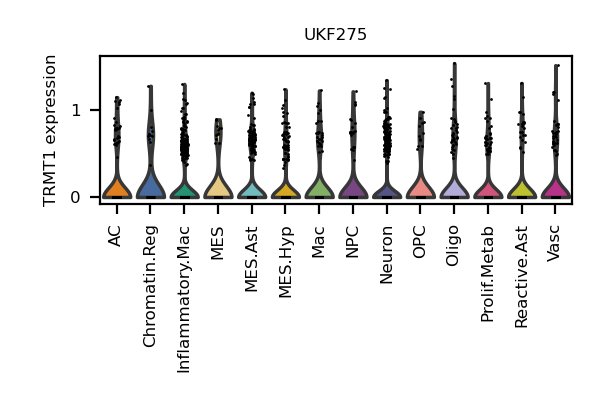 UKF275
TRMT1 expression
1
0
AC
Chromatin.Reg
Inflammatory.Mac
MES
MES.Ast
MES.Hyp
Mac
NPC
Neuron
OPC
Oligo
Prolif.Metab
Reactive.Ast
Vasc